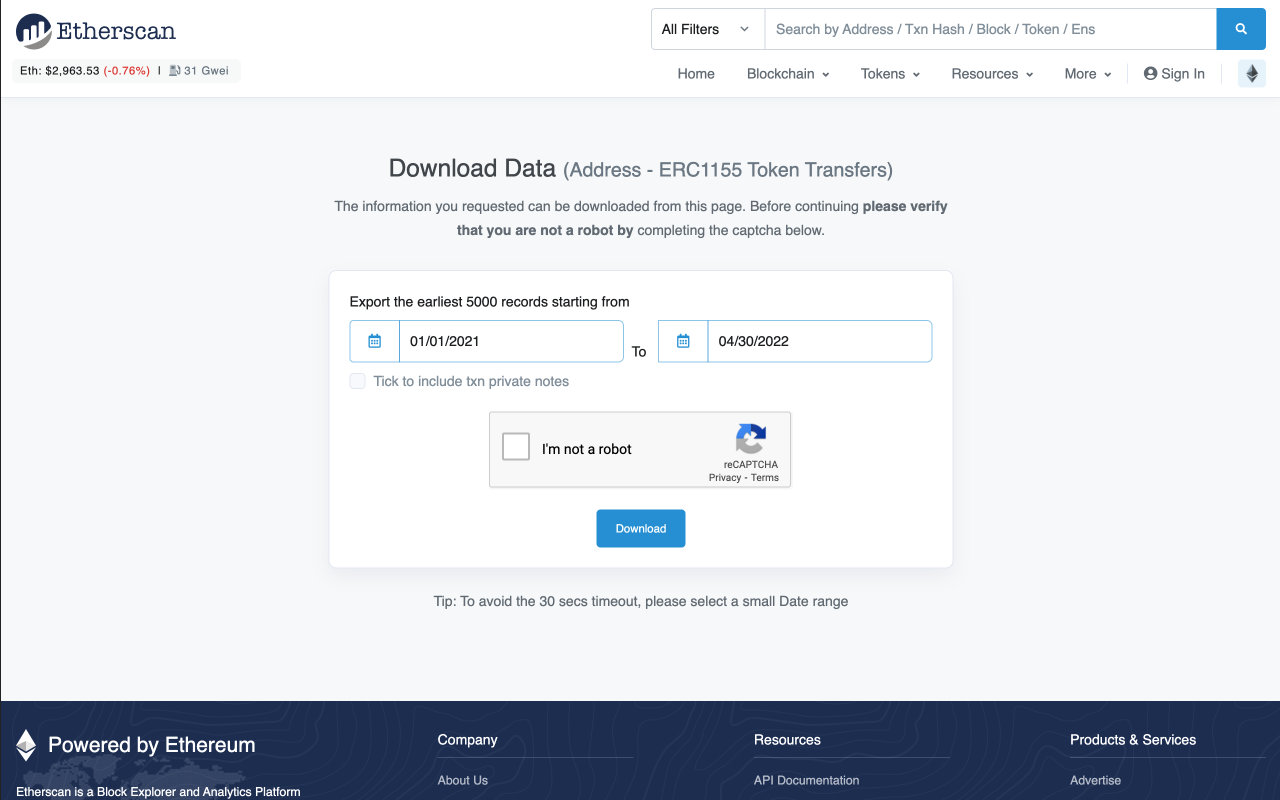 Etherscan
All Filters
Search by Address / Txn Hash / Block / Token / Ens
Eth: $2,963.53 (-0.76%) | 31 Gwei
Home Blockchain Tokens Resources More Sign In
Download Data (Address - ERC1155 Token Transfers)
The information you requested can be downloaded from this page. Before continuing please verify
that you are not a robot by completing the captcha below.
Export the earliest 5000 records starting from
01/01/2021 To 04/30/2022
Tick to include txn private notes
I'm not a robot
reCAPTCHA
Privacy - Terms
Download
Tip: To avoid the 30 secs timeout, please select a small Date range
Powered by Ethereum
Etherscan is a Block Explorer and Analytics Platform
Company
About Us
Resources
API Documentation
Products & Services
Advertise